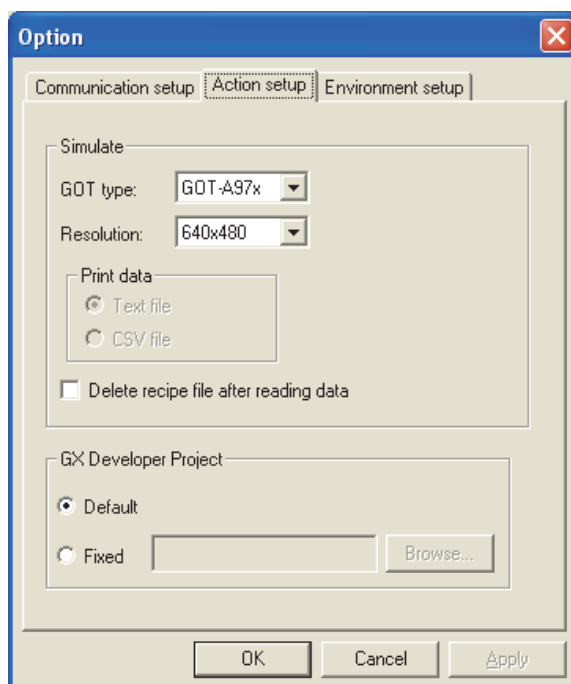 Option
Communication setup Action setup Environment setup
Simulate
GOT type: GOT-A97x
Resolution: 640x480
Print data
Text file
CSV file
Delete recipe file after reading data
GX Developer Project
Default
Fixed Browse...
OK Cancel Apply